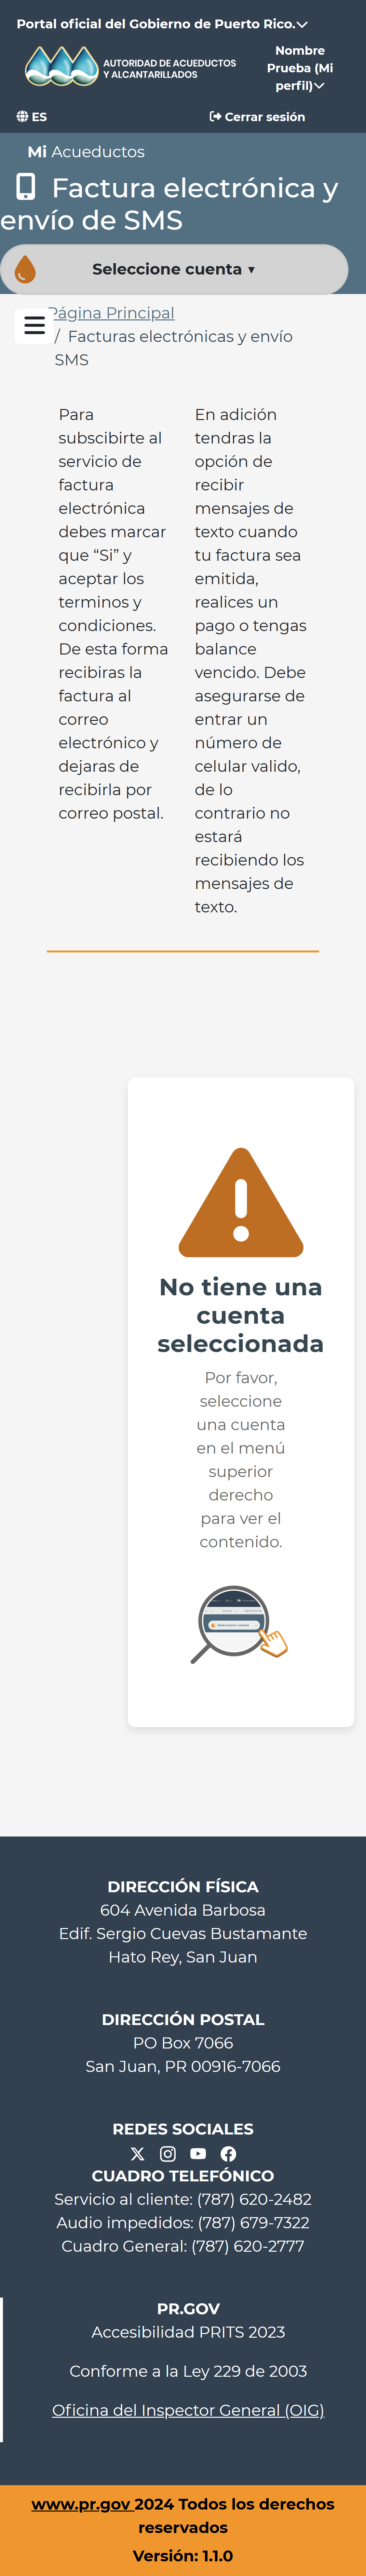 Portal oficial del Gobierno de Puerto Rico.
AUTORIDAD DE ACUEDUCTOS
Y ALCANTARILLADOS
Nombre
Prueba (Mi
perfil)
ES
Cerrar sesión
Mi Acueductos
Factura electrónica y
envío de SMS
Seleccione cuenta ▾
Página Principal
/ Facturas electrónicas y envío
SMS
Para
subscibirte al
servicio de
factura
electrónica
debes marcar
que “Si” y
aceptar los
terminos y
condiciones.
De esta forma
recibiras la
factura al
correo
electrónico y
dejaras de
recibirla por
correo postal.
En adición
tendras la
opción de
recibir
mensajes de
texto cuando
tu factura sea
emitida,
realices un
pago o tengas
balance
vencido. Debe
asegurarse de
entrar un
número de
celular valido,
de lo
contrario no
estará
recibiendo los
mensajes de
texto.
No tiene una
cuenta
seleccionada
Por favor,
seleccione
una cuenta
en el menú
superior
derecho
para ver el
contenido.
Seleccionar cuenta
DIRECCIÓN FÍSICA
604 Avenida Barbosa
Edif. Sergio Cuevas Bustamante
Hato Rey, San Juan
DIRECCIÓN POSTAL
PO Box 7066
San Juan, PR 00916-7066
REDES SOCIALES
CUADRO TELEFÓNICO
Servicio al cliente: (787) 620-2482
Audio impedidos: (787) 679-7322
Cuadro General: (787) 620-2777
PR.GOV
Accesibilidad PRITS 2023
Conforme a la Ley 229 de 2003
Oficina del Inspector General (OIG)
www.pr.gov 2024 Todos los derechos
reservados
Versión: 1.1.0